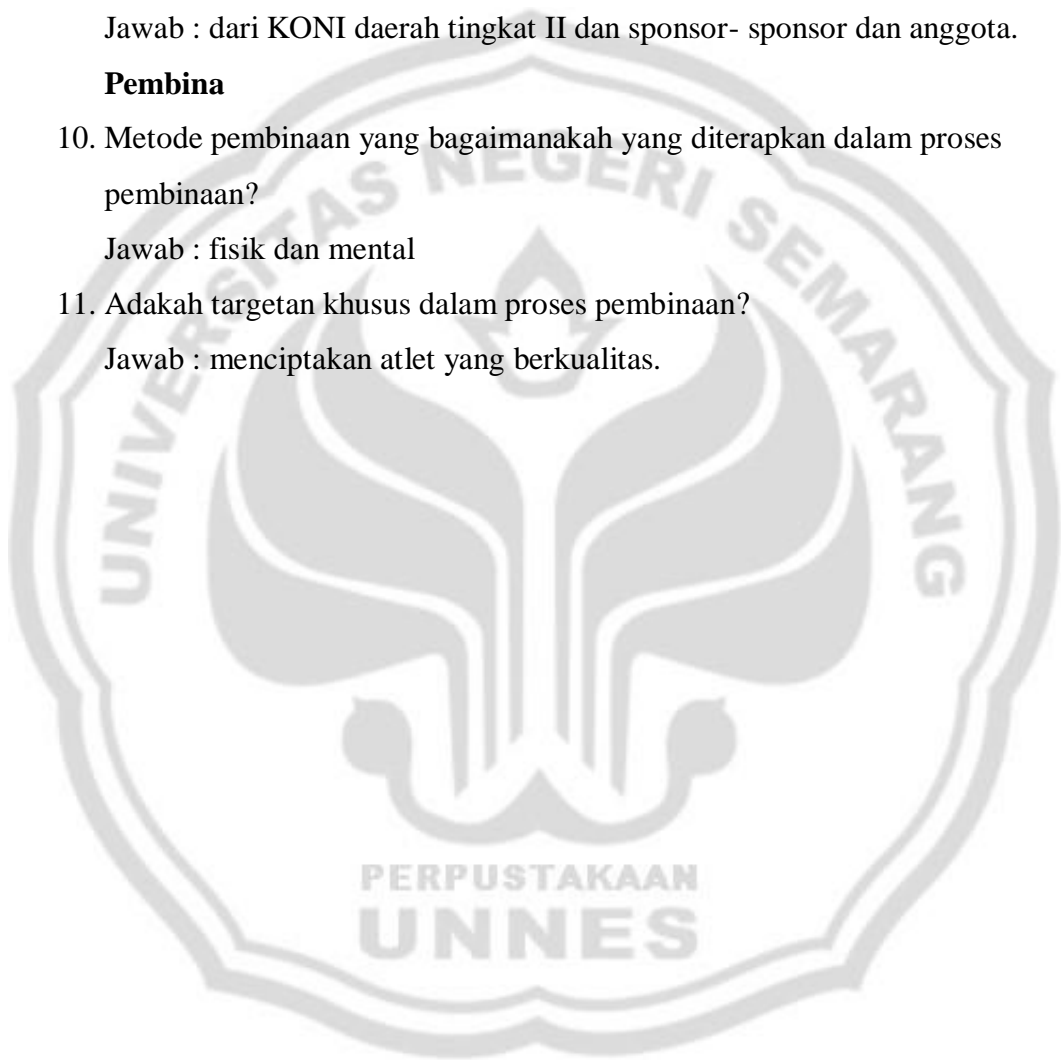 Jawab : dari KONI daerah tingkat II dan sponsor- sponsor dan anggota.
Pembina
10. Metode pembinaan yang bagaimanakah yang diterapkan dalam proses
pembinaan?
Jawab : fisik dan mental
11. Adakah targetan khusus dalam proses pembinaan?
Jawab : menciptakan atlet yang berkualitas.
UNIVERSITAS NEGERI SEMARANG
PERPUSTAKAAN
UNNES